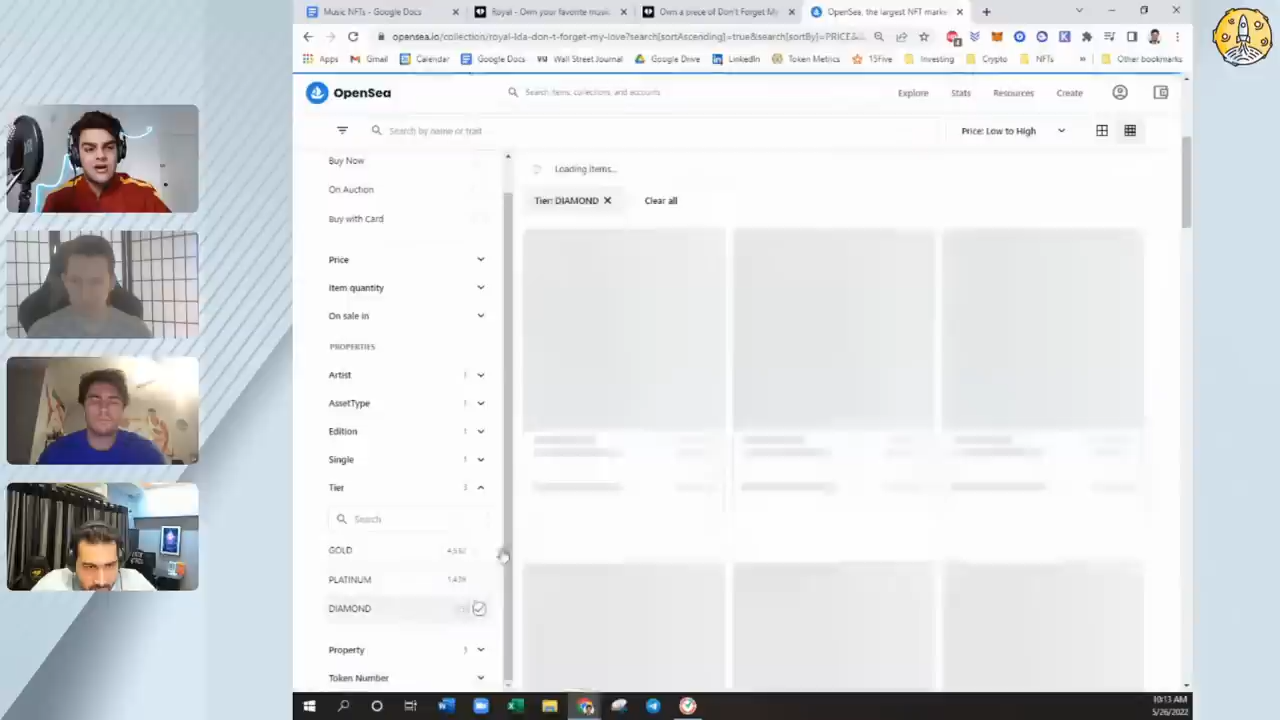 Music NFTs - Google Docs
Royal - Own your favorite music
Own a piece of Don't Forget My
OpenSea, the largest NFT mark
opensea.io/collection/royal-lda-don-t-forget-my-love?search[sortAscending]=true&search[sortBy]=PRICE&
Apps
Gmail
Calendar
Google Docs
Wall Street Journal
Google Drive
LinkedIn
Token Metrics
15Five
Investing
Crypto
NFTs
»
Other bookmarks
OpenSea
Search items, collections, and accounts
Explore
Stats
Resources
Create
Search by name or trait
Price: Low to High
Buy Now
On Auction
Buy with Card
Price
Item quantity
On sale in
PROPERTIES
Artist 1
AssetType 1
Edition 1
Single 1
Tier 3
Search
GOLD
PLATINUM 1,439
DIAMOND
Property 3
Token Number
Loading items...
Tier: DIAMOND
Clear all
10:13 AM
5/26/2022